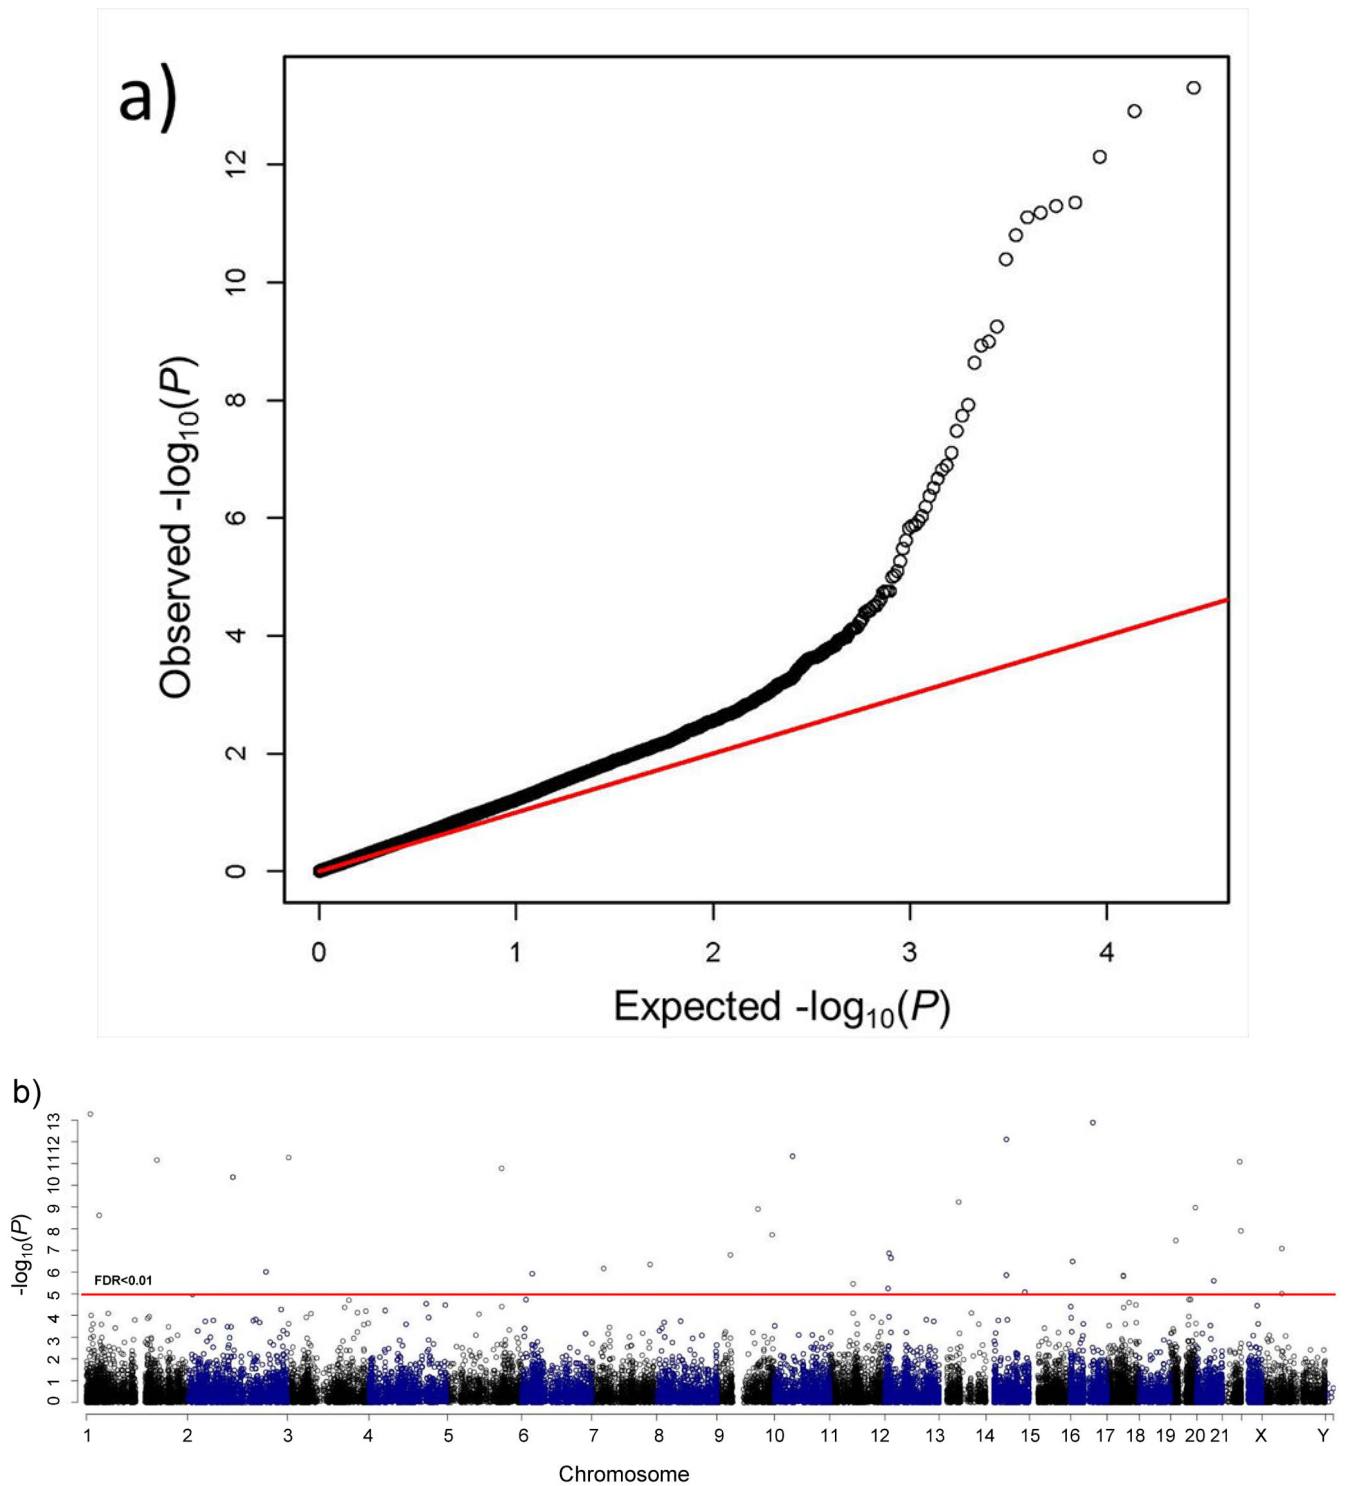 a)
12
10
8
6
4
2
0
Observed -log10(P)
0 1 2 3 4
Expected -log10(P)
b)
13
12
11
10
9
8
7
6
5
4
3
2
1
0
-log10(P)
FDR<0.01
1 2 3 4 5 6 7 8 9 10 11 12 13 14 15 16 17 18 19 20 21 X Y
Chromosome